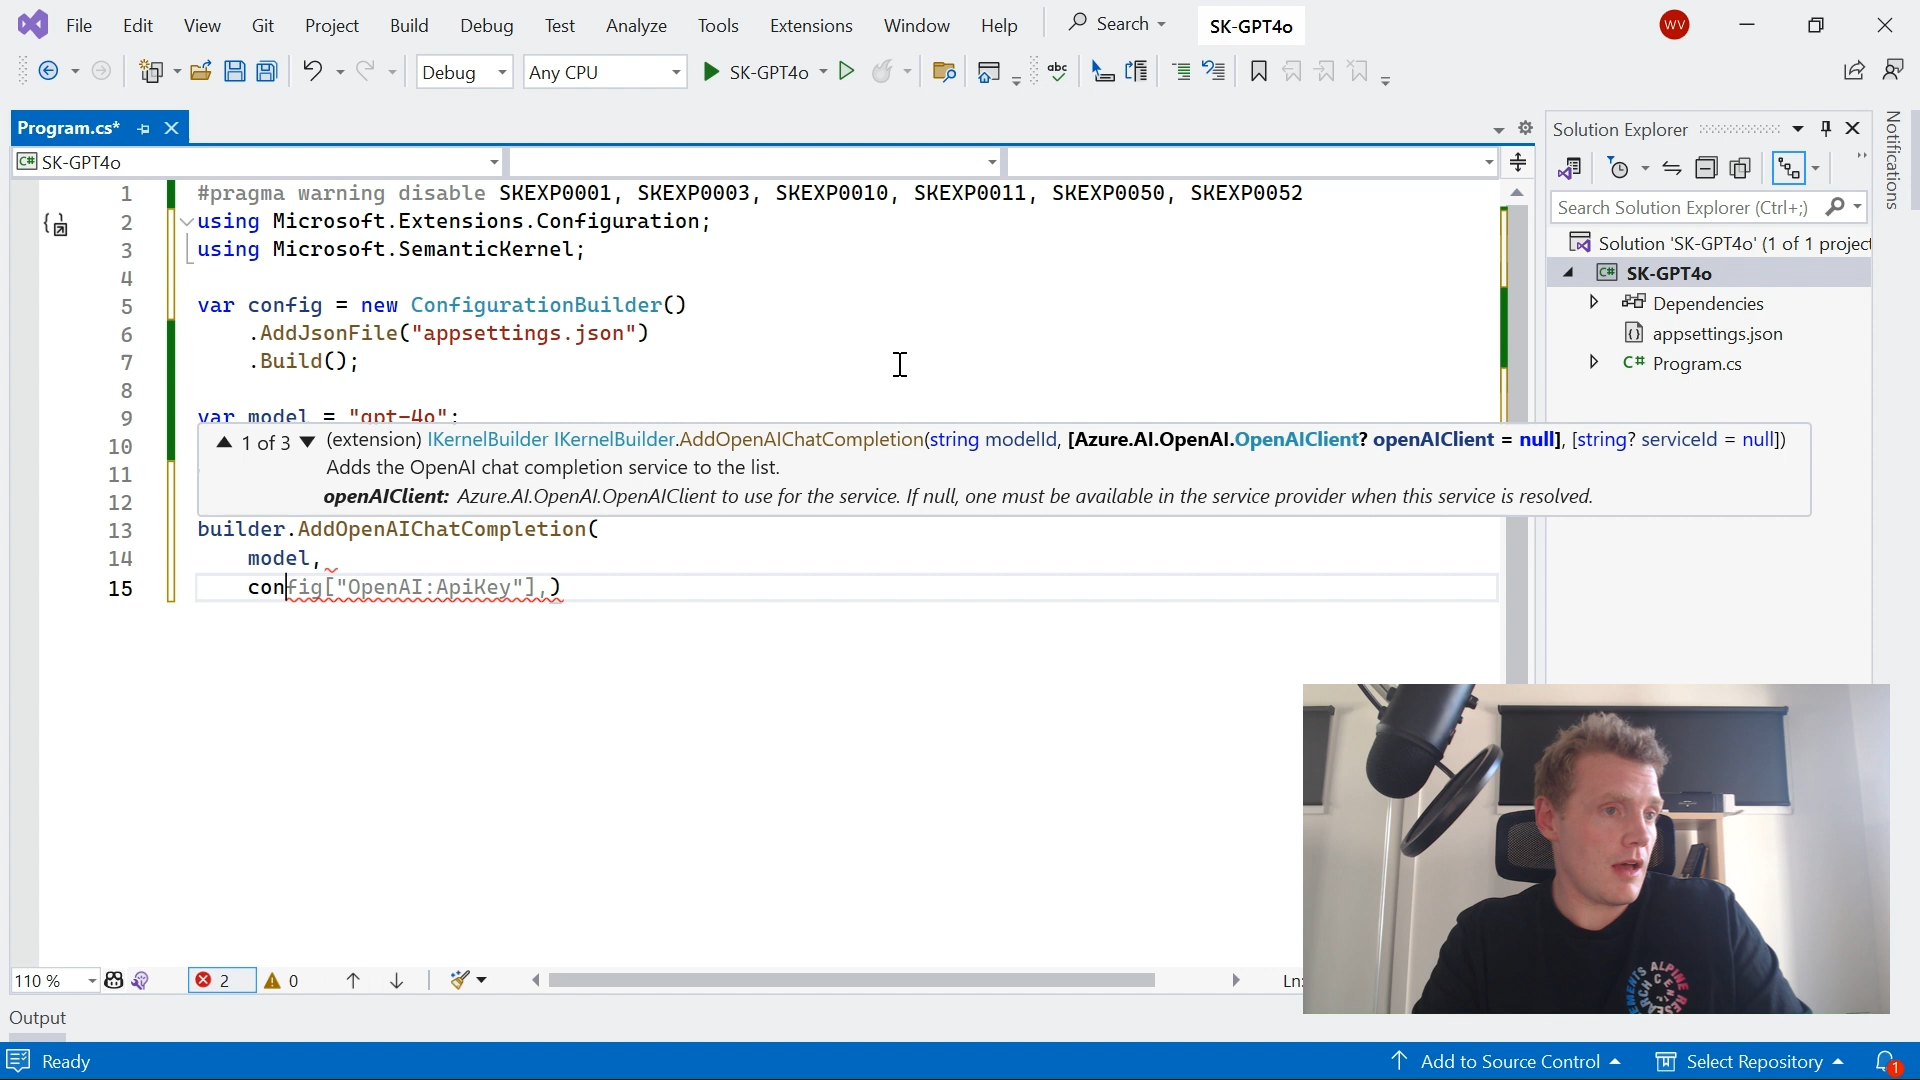 File Edit View Git Project Build Debug Test Analyze Tools Extensions Window Help Search SK-GPT4o WV
Debug Any CPU SK-GPT4o abc
Program.cs*
C# SK-GPT4o
1 #pragma warning disable SKEXP0001, SKEXP0003, SKEXP0010, SKEXP0011, SKEXP0050, SKEXP0052
2 using Microsoft.Extensions.Configuration;
3 using Microsoft.SemanticKernel;
4
5 var config = new ConfigurationBuilder()
6 .AddJsonFile("appsettings.json")
7 .Build();
8
9 var model = "gpt-4o";
10 1 of 3 (extension) IKernelBuilder IKernelBuilder.AddOpenAIChatCompletion(string modelId, [Azure.AI.OpenAI.OpenAIClient? openAIClient = null], [string? serviceId = null])
11 Adds the OpenAI chat completion service to the list.
12 openAIClient: Azure.AI.OpenAI.OpenAIClient to use for the service. If null, one must be available in the service provider when this service is resolved.
13 builder.AddOpenAIChatCompletion(
14 model,
15 config["OpenAI:ApiKey"],)
Solution Explorer
Search Solution Explorer (Ctrl+;)
Solution 'SK-GPT4o' (1 of 1 project
C# SK-GPT4o
Dependencies
appsettings.json
C# Program.cs
Notifications
110 % 2 0 Ln:
Output
Ready Add to Source Control Select Repository 1